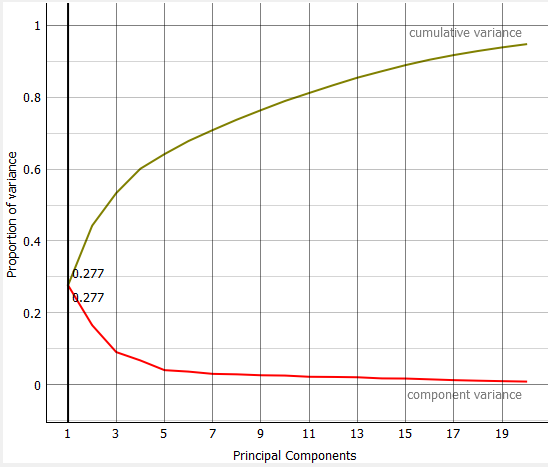 cumulative variance
1
0.8
0.6
0.4
0.2
0
Proportion of variance
0.277
0.277
component variance
1 3 5 7 9 11 13 15 17 19
Principal Components